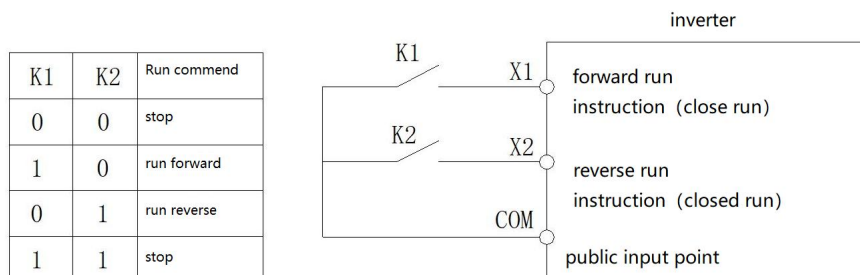 K1 K2 Run commend
0 0 stop
1 0 run forward
0 1 run reverse
1 1 stop
inverter
K1
X1
forward run
instruction (close run)
K2
X2
reverse run
instruction (closed run)
COM
public input point